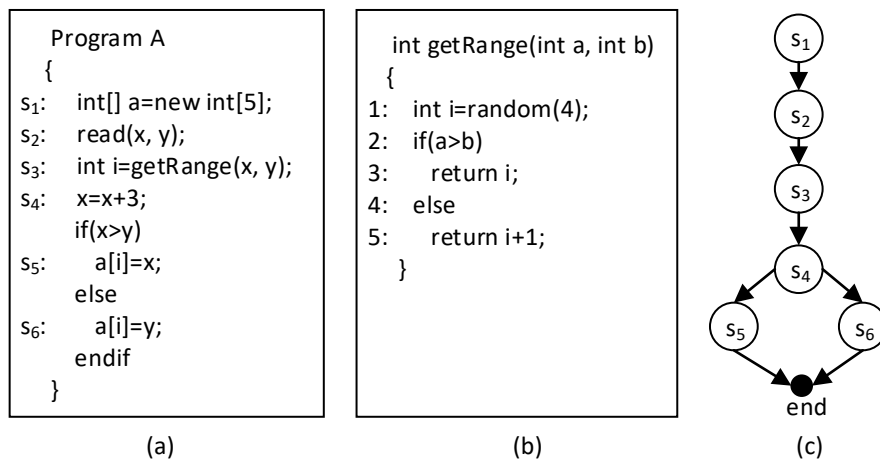 Program A
{
s₁: int[] a=new int[5];
s₂: read(x, y);
s₃: int i=getRange(x, y);
s₄: x=x+3;
if(x>y)
s₅: a[i]=x;
else
s₆: a[i]=y;
endif
}
(a)
int getRange(int a, int b)
{
1: int i=random(4);
2: if(a>b)
3: return i;
4: else
5: return i+1;
}
(b)
s₁
s₂
s₃
s₄
s₅ s₆
end
(c)